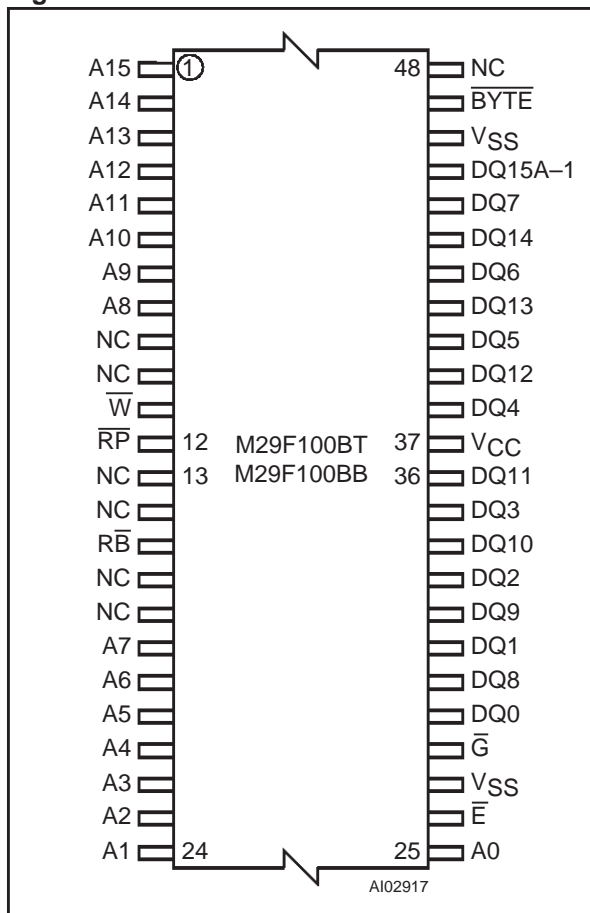 A15 1 48 NC
A14 B̅Y̅T̅E̅
A13 VSS
A12 DQ15A–1
A11 DQ7
A10 DQ14
A9 DQ6
A8 DQ13
NC DQ5
NC DQ12
W̅ DQ4
R̅P̅ 12 M29F100BT 37 VCC
NC 13 M29F100BB 36 DQ11
NC DQ3
RB̅ DQ10
NC DQ2
NC DQ9
A7 DQ1
A6 DQ8
A5 DQ0
A4 G̅
A3 VSS
A2 E̅
A1 24 25 A0
AI02917